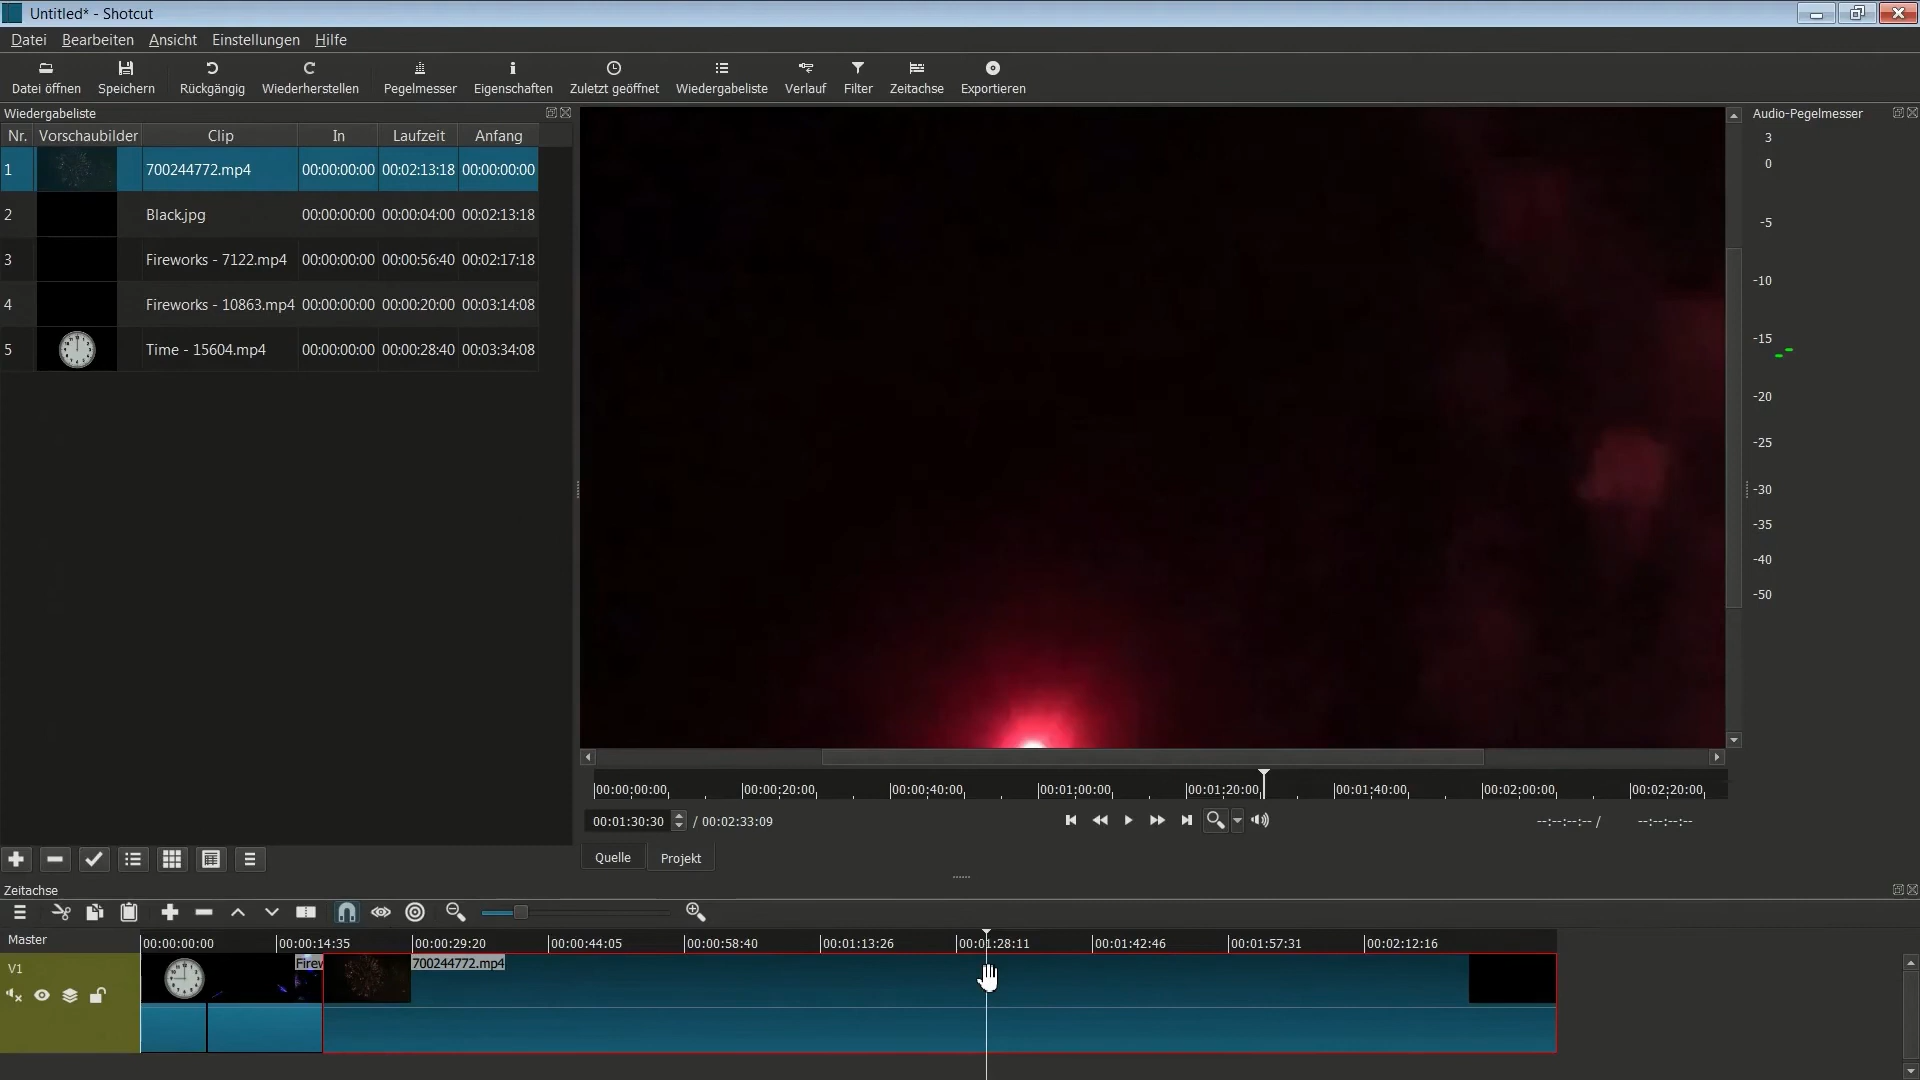 Untitled* - Shotcut
Datei Bearbeiten Ansicht Einstellungen Hilfe
Datei öffnen Speichern Rückgängig Wiederherstellen Pegelmesser Eigenschaften Zuletzt geöffnet Wiedergabeliste Verlauf Filter Zeitachse Exportieren
Wiedergabeliste
Nr. Vorschaubilder Clip In Laufzeit Anfang
1 700244772.mp4 00:00:00:00 00:02:13:18 00:00:00:00
2 Black.jpg 00:00:00:00 00:00:04:00 00:02:13:18
3 Fireworks - 7122.mp4 00:00:00:00 00:00:56:40 00:02:17:18
4 Fireworks - 10863.mp4 00:00:00:00 00:00:20:00 00:03:14:08
5 Time - 15604.mp4 00:00:00:00 00:00:28:40 00:03:34:08
Audio-Pegelmesser
3
0
-5
-10
-15
-20
-25
-30
-35
-40
-50
00:00:00:00 00:00:20:00 00:00:40:00 00:01:00:00 00:01:20:00 00:01:40:00 00:02:00:00 00:02:20:00
00:01:30:30 / 00:02:33:09 --:--:--:-- / --:--:--:--
Quelle Projekt
Zeitachse
Master 00:00:00:00 00:00:14:35 00:00:29:20 00:00:44:05 00:00:58:40 00:01:13:26 00:01:28:11 00:01:42:46 00:01:57:31 00:02:12:16
V1 Firew 700244772.mp4